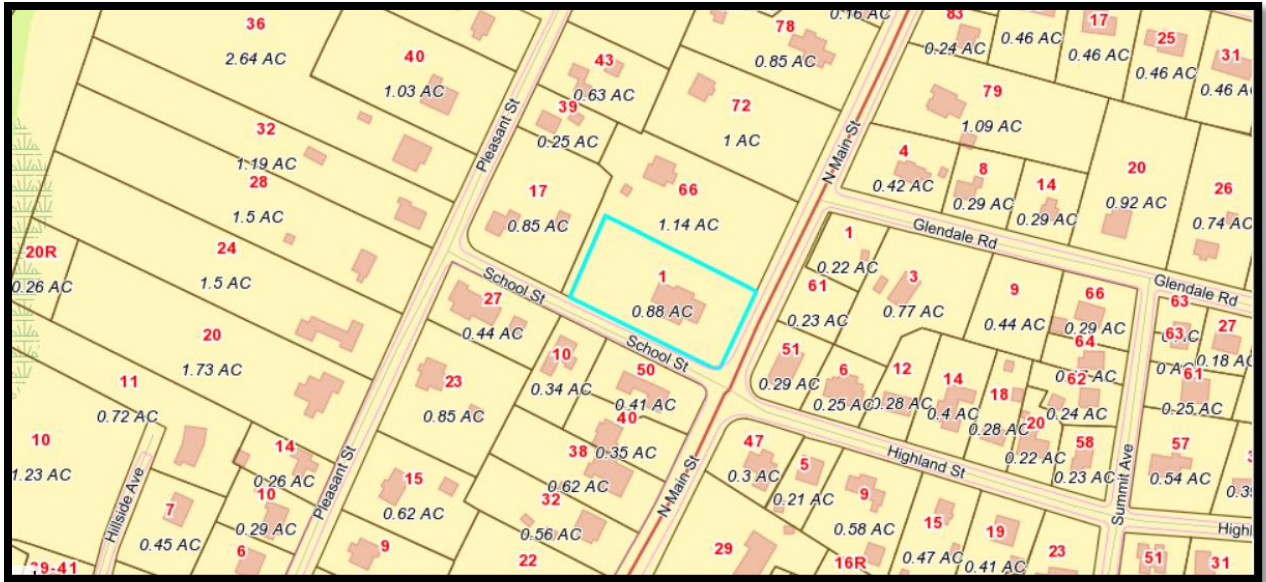 36
2.64 AC
40
1.03 AC
43
0.63 AC
39
0.25 AC
78
0.85 AC
0.16 AC
72
1 AC
83
0.24 AC
0.46 AC
17
0.46 AC
25
0.46 AC
31
0.46 A
79
1.09 AC
4
0.42 AC
8
0.29 AC
14
0.29 AC
20
0.92 AC
26
0.74 AC
32
1.19 AC
28
1.5 AC
24
1.5 AC
20R
0.26 AC
20
1.73 AC
11
0.72 AC
10
1.23 AC
Pleasant St
N-Main-St
17
0.85 AC
66
1.14 AC
1
0.88 AC
School St
School St
Glendale Rd
Glendale Rd
1
0.22 AC
61
0.23 AC
3
0.77 AC
9
0.44 AC
66
0.29 AC
64
62
0.24 AC
63
63
27
0.18 AC
61
0.25 AC
27
0.44 AC
23
0.85 AC
10
0.34 AC
50
0.41 AC
40
0.35 AC
38
0.62 AC
32
0.56 AC
22
51
0.29 AC
6
0.25 AC
12
0.28 AC
14
0.4 AC
18
0.28 AC
20
0.22 AC
58
0.23 AC
57
0.54 AC
0.39
14
0.26 AC
10
0.29 AC
6
7
0.45 AC
Hillside Ave
Pleasant St
15
0.62 AC
9
N-Main-St
47
0.3 AC
5
0.21 AC
9
0.58 AC
Highland St
Summit Ave
Highl
15
0.47 AC
19
0.41 AC
23
51
31
29
16R
39-41